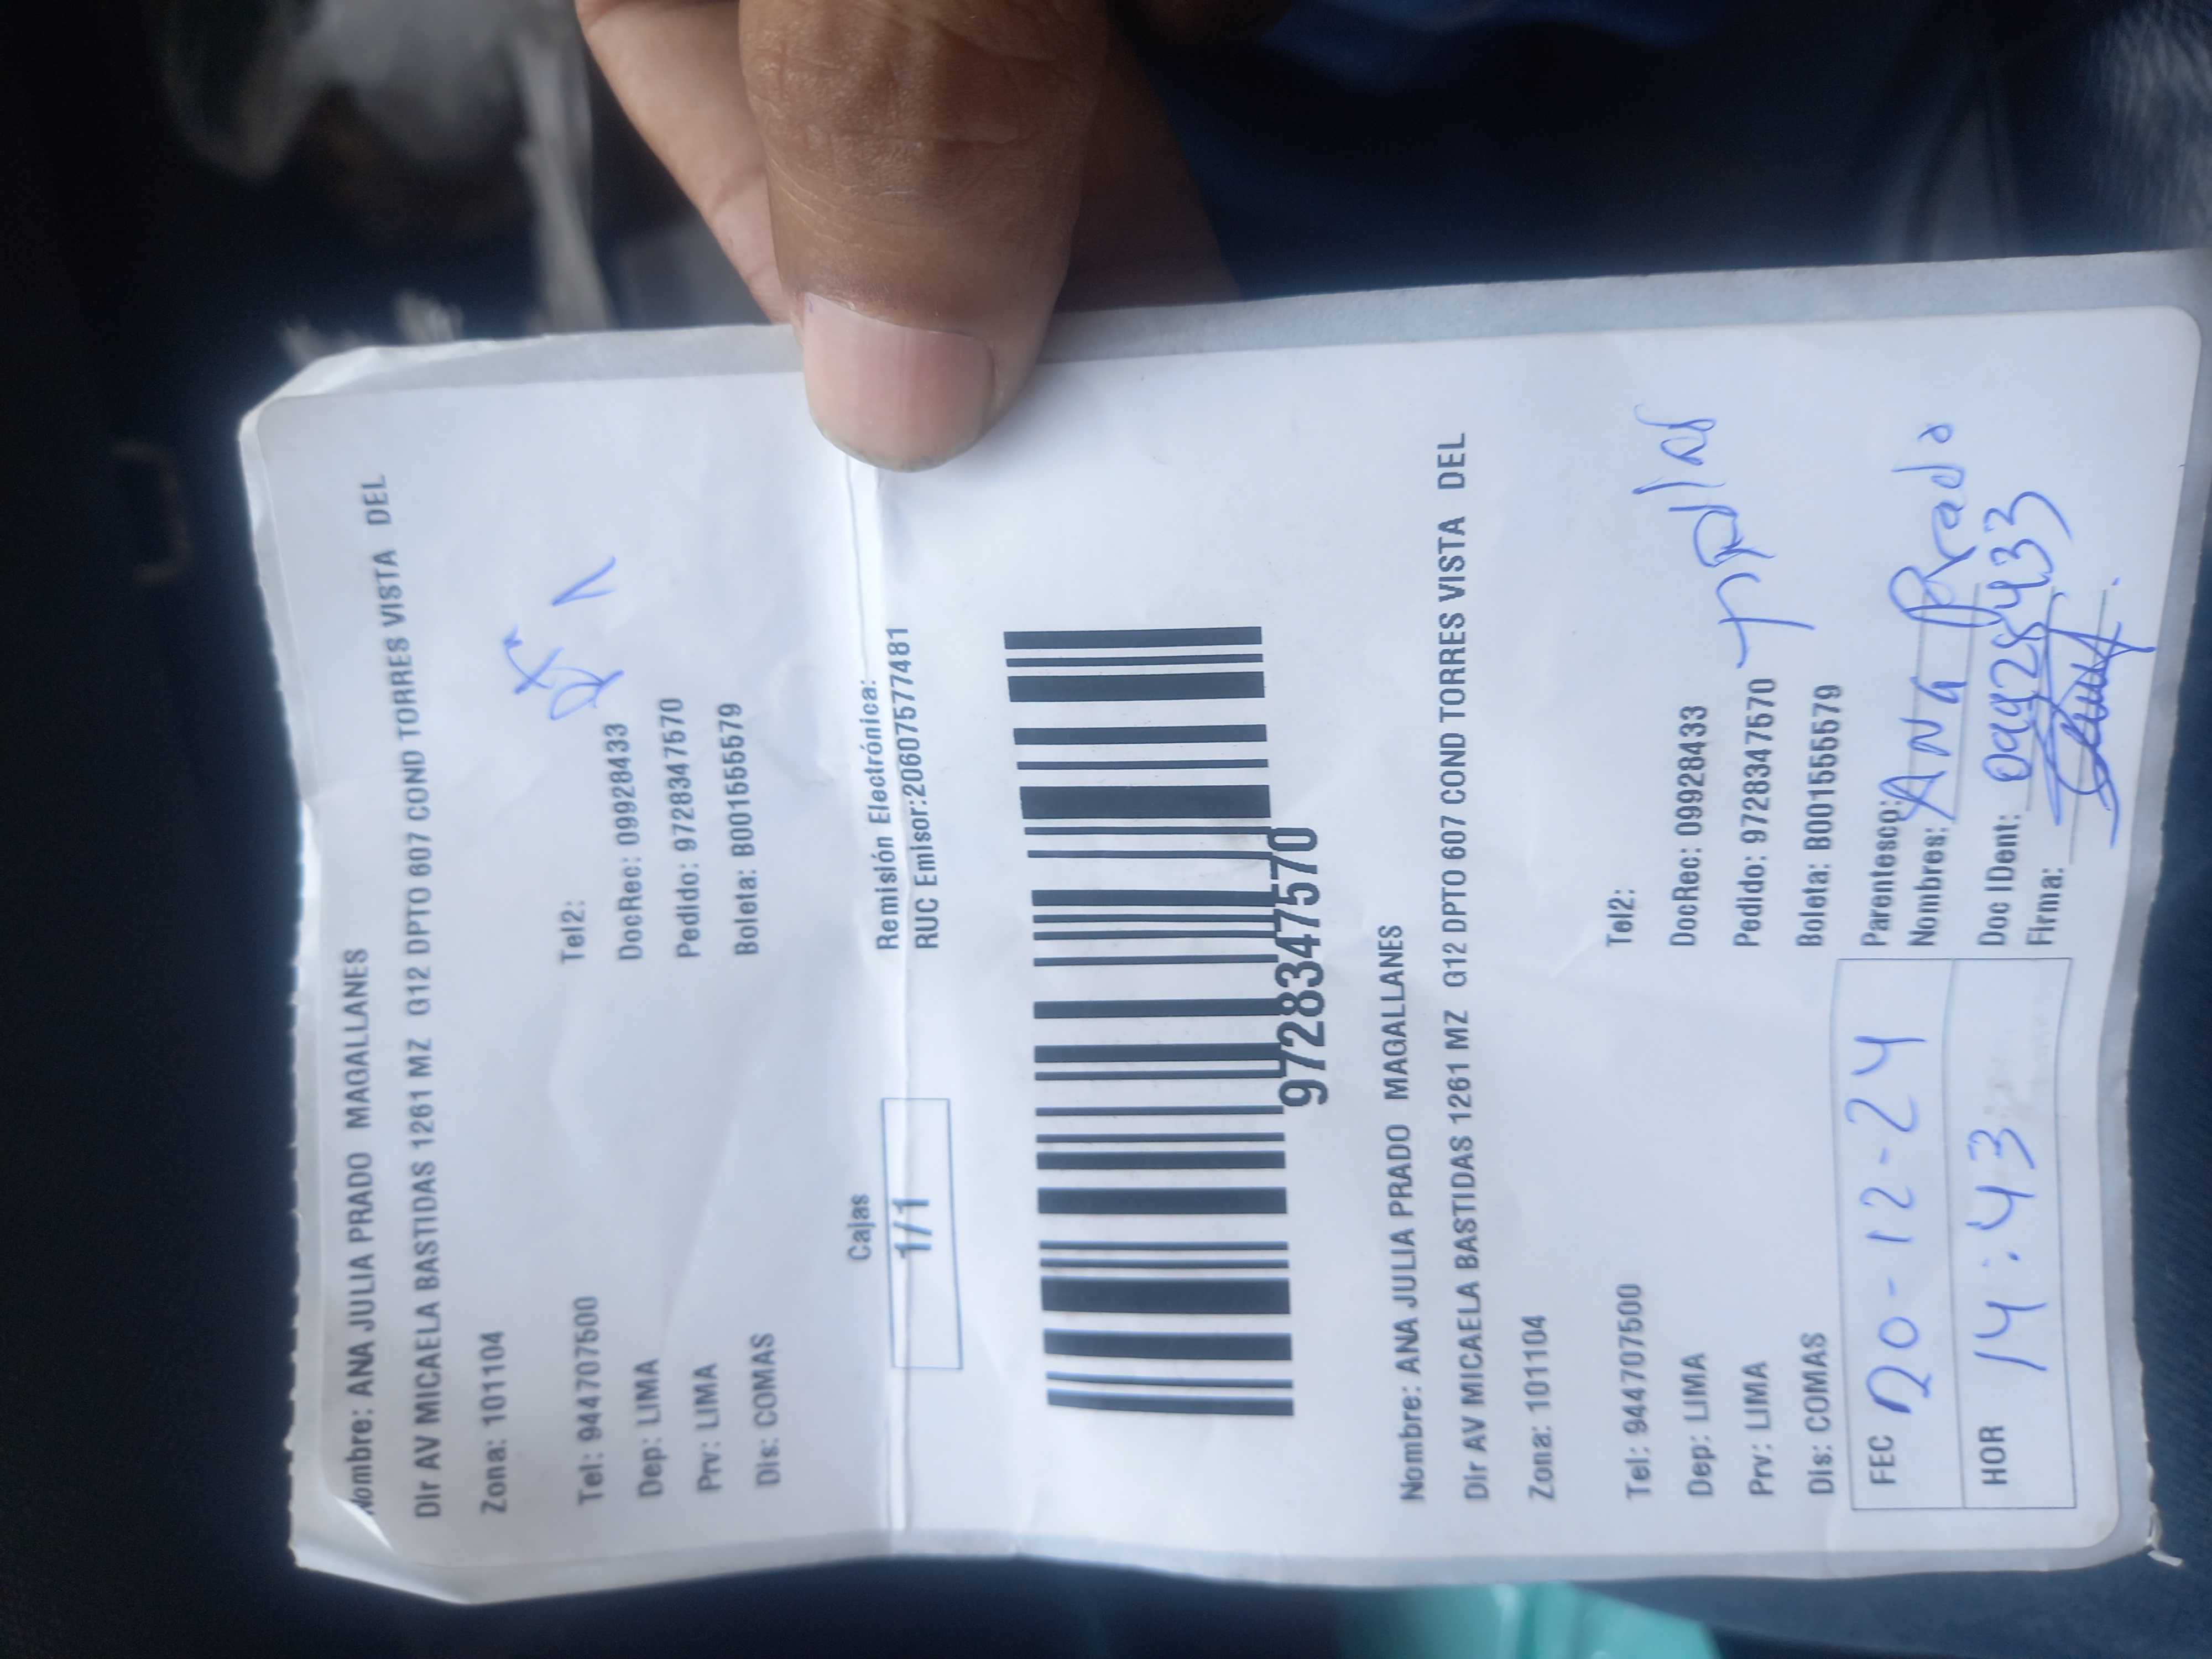 Nombre: ANA JULIA PRADO MAGALLANES
Dir AV MICAELA BASTIDAS 1261 MZ G12 DPTO 607 COND TORRES VISTA DEL
Zona: 101104
Tel: 944707500 Tel2:
Dep: LIMA DocRec: 09928433
Prv: LIMA Pedido: 9728347570
Dis: COMAS Boleta: B001555579
Cajas Remisión Electrónica:
1/1 RUC Emisor:20607577481
9728347570
Nombre: ANA JULIA PRADO MAGALLANES
Dir AV MICAELA BASTIDAS 1261 MZ G12 DPTO 607 COND TORRES VISTA DEL
Zona: 101104
Tel: 944707500 Tel2:
Dep: LIMA DocRec: 09928433
Prv: LIMA Pedido: 9728347570
Dis: COMAS Boleta: B001555579
FEC 20-12-24 Parentesco:
Nombres: ANA Prado
HOR 14:43 Doc IDent: 09928433
Firma: